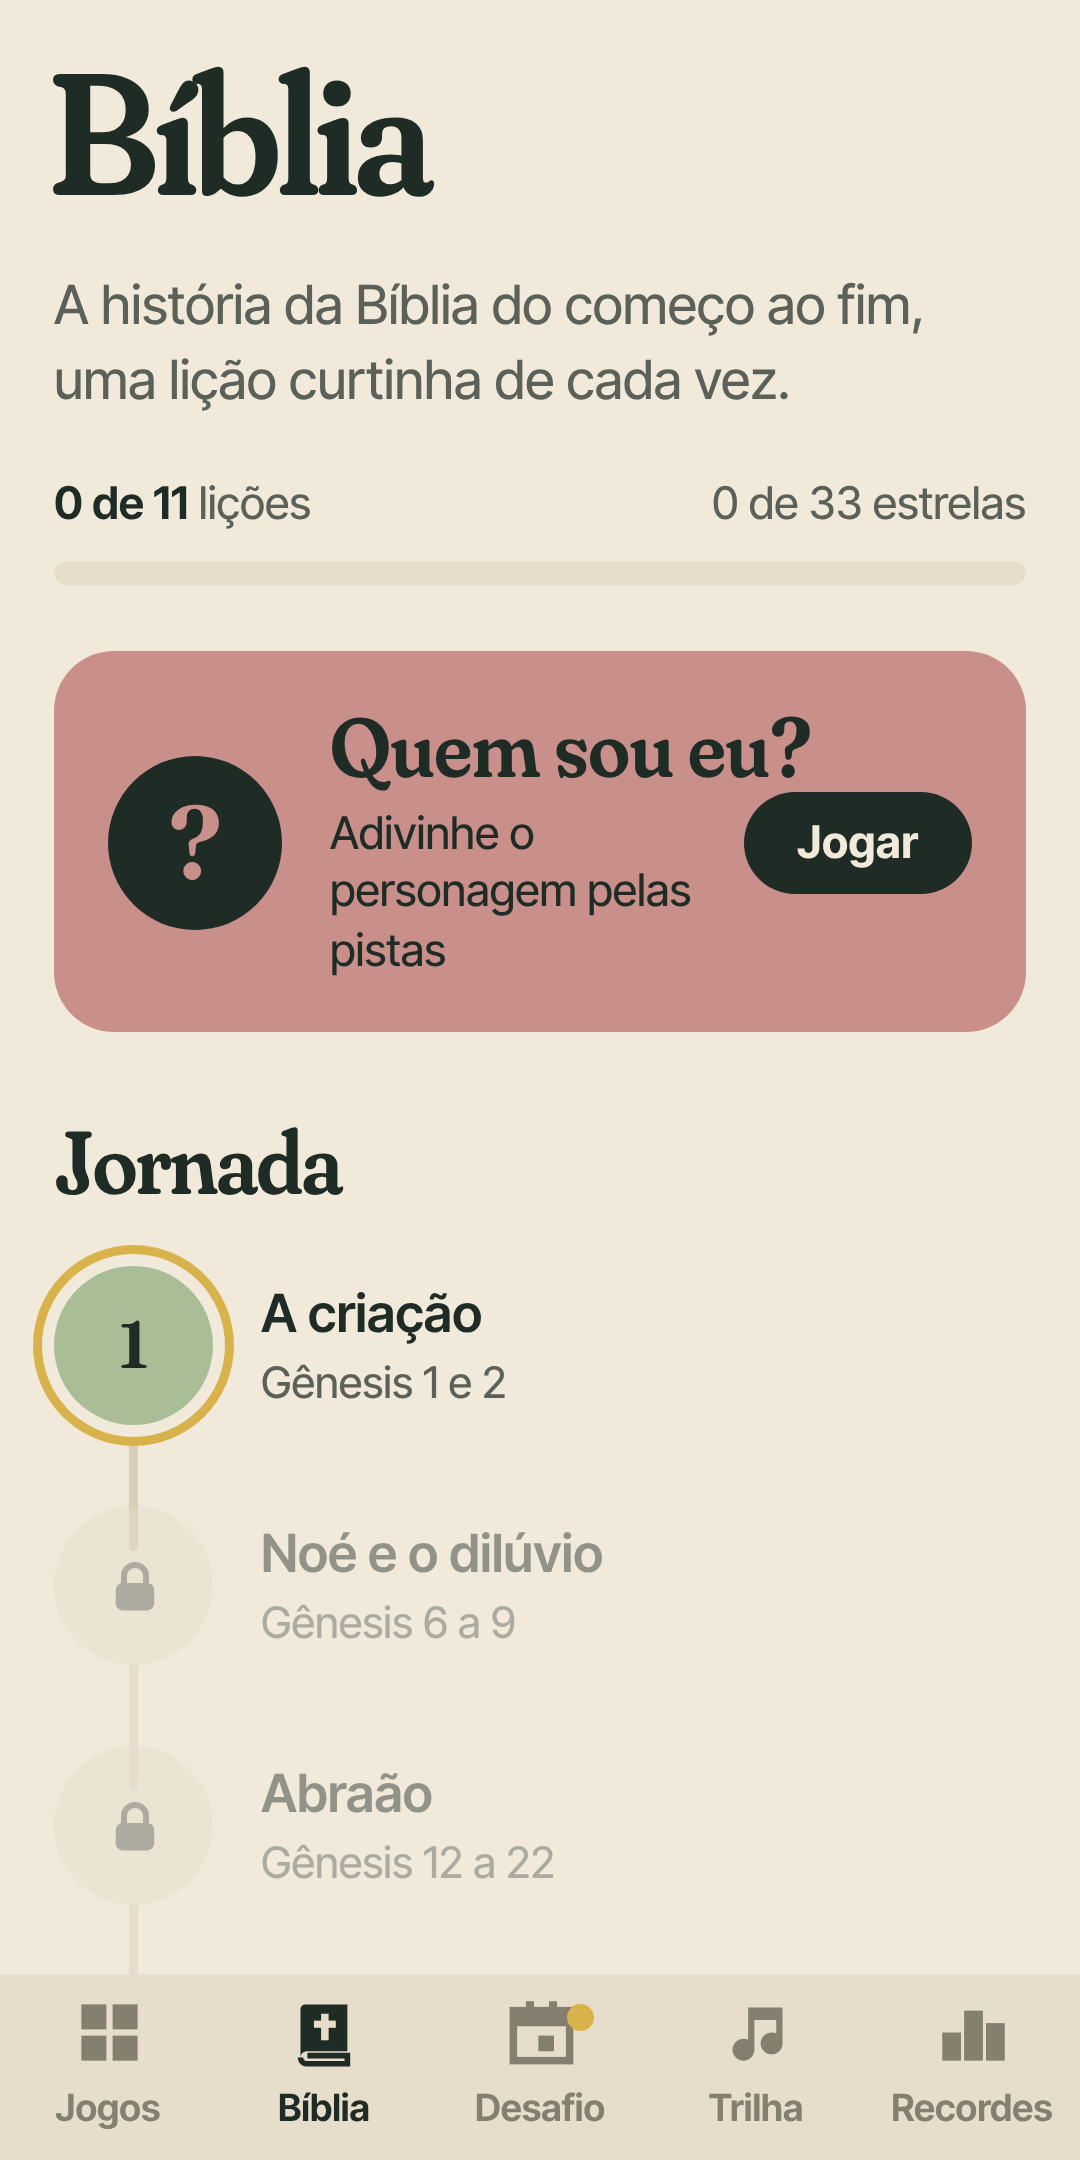 Bíblia
A história da Bíblia do começo ao fim,
uma lição curtinha de cada vez.
0 de 11 lições
0 de 33 estrelas
?
Quem sou eu?
Adivinhe o
personagem pelas
pistas
Jogar
Jornada
1
A criação
Gênesis 1 e 2
Noé e o dilúvio
Gênesis 6 a 9
Abraão
Gênesis 12 a 22
Jogos
Bíblia
Desafio
Trilha
Recordes